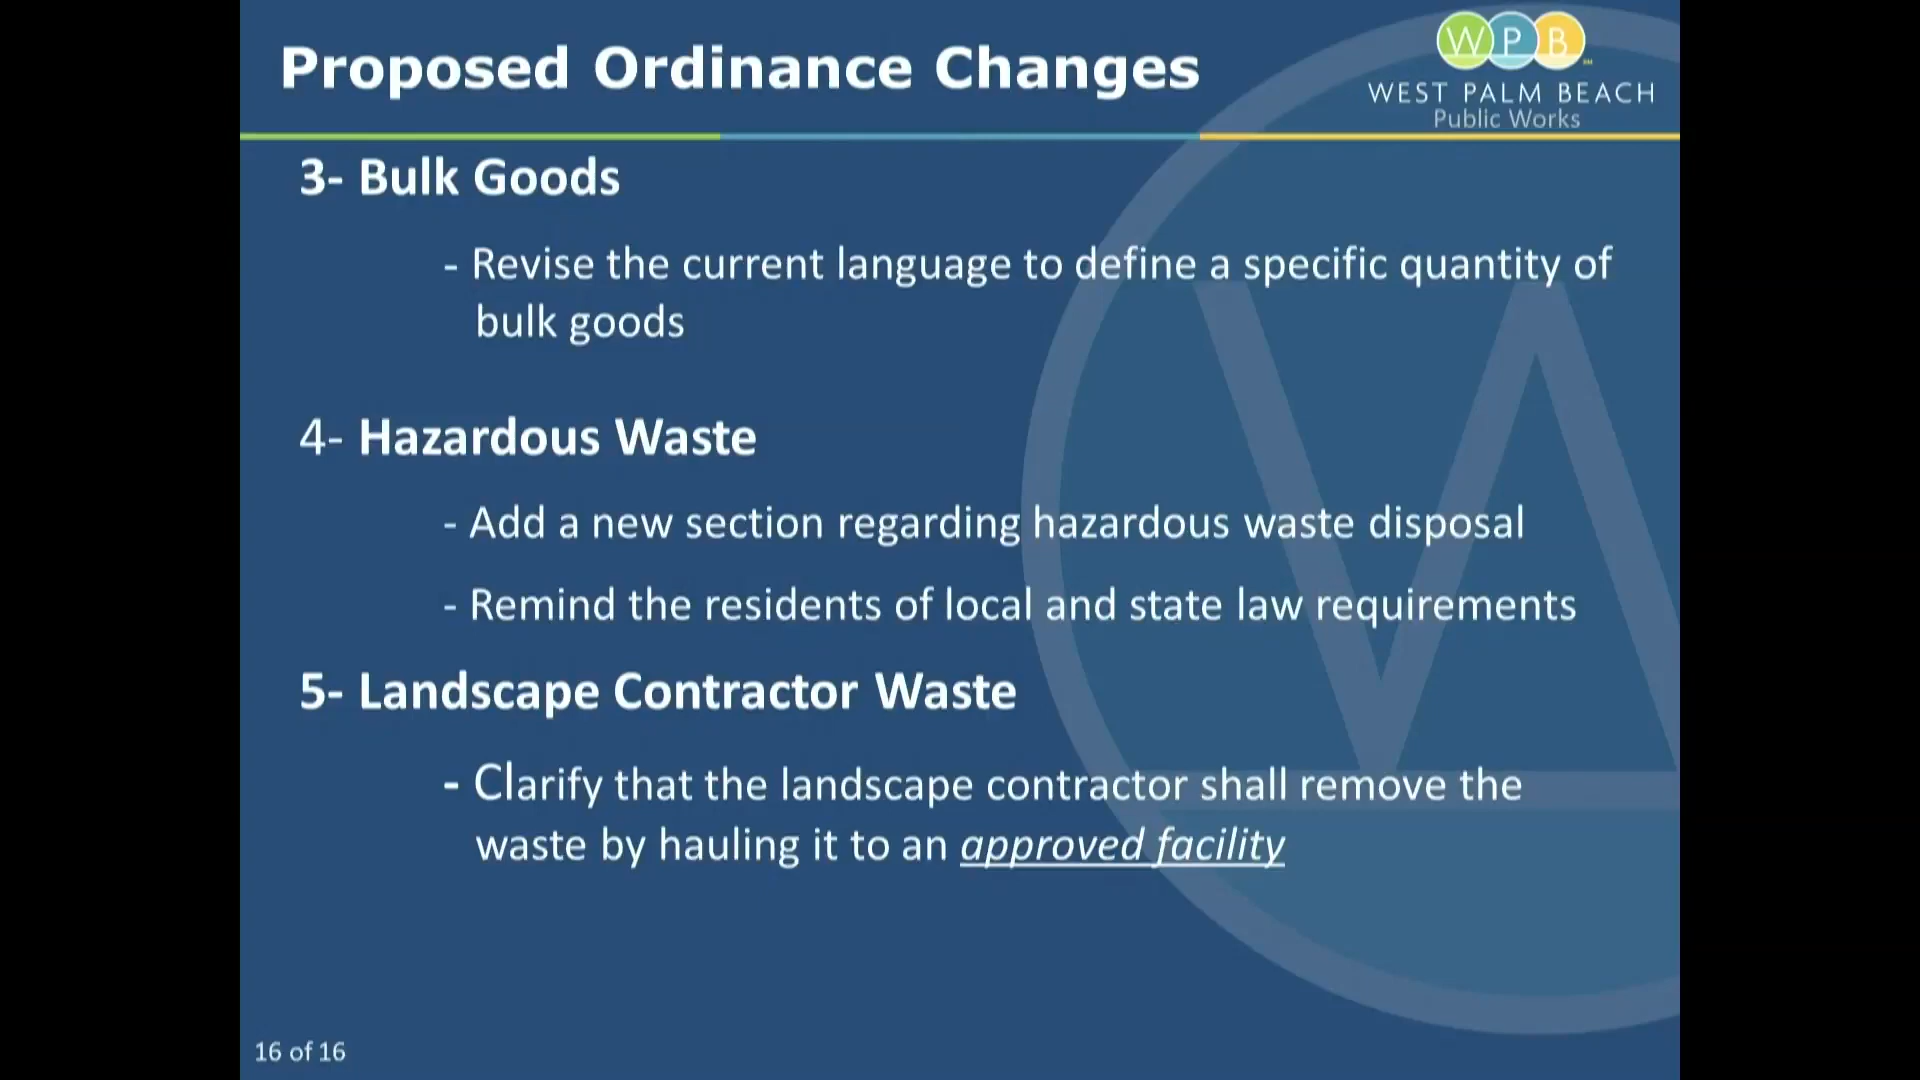 Proposed Ordinance Changes
WPB
WEST PALM BEACH
Public Works
3- Bulk Goods
- Revise the current language to define a specific quantity of
bulk goods
4- Hazardous Waste
- Add a new section regarding hazardous waste disposal
- Remind the residents of local and state law requirements
5- Landscape Contractor Waste
- Clarify that the landscape contractor shall remove the
waste by hauling it to an approved facility
16 of 16